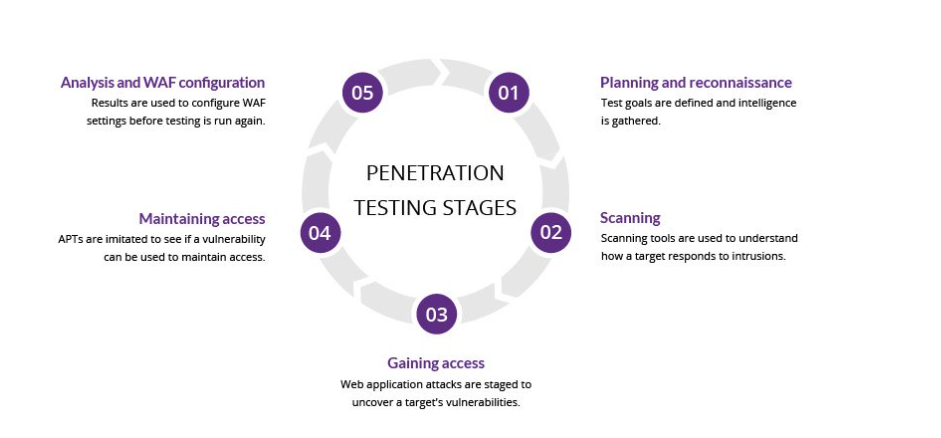 PENETRATION
TESTING STAGES
01
Planning and reconnaissance
Test goals are defined and intelligence
is gathered.
02
Scanning
Scanning tools are used to understand
how a target responds to intrusions.
03
Gaining access
Web application attacks are staged to
uncover a target's vulnerabilities.
04
Maintaining access
APTs are imitated to see if a vulnerability
can be used to maintain access.
05
Analysis and WAF configuration
Results are used to configure WAF
settings before testing is run again.